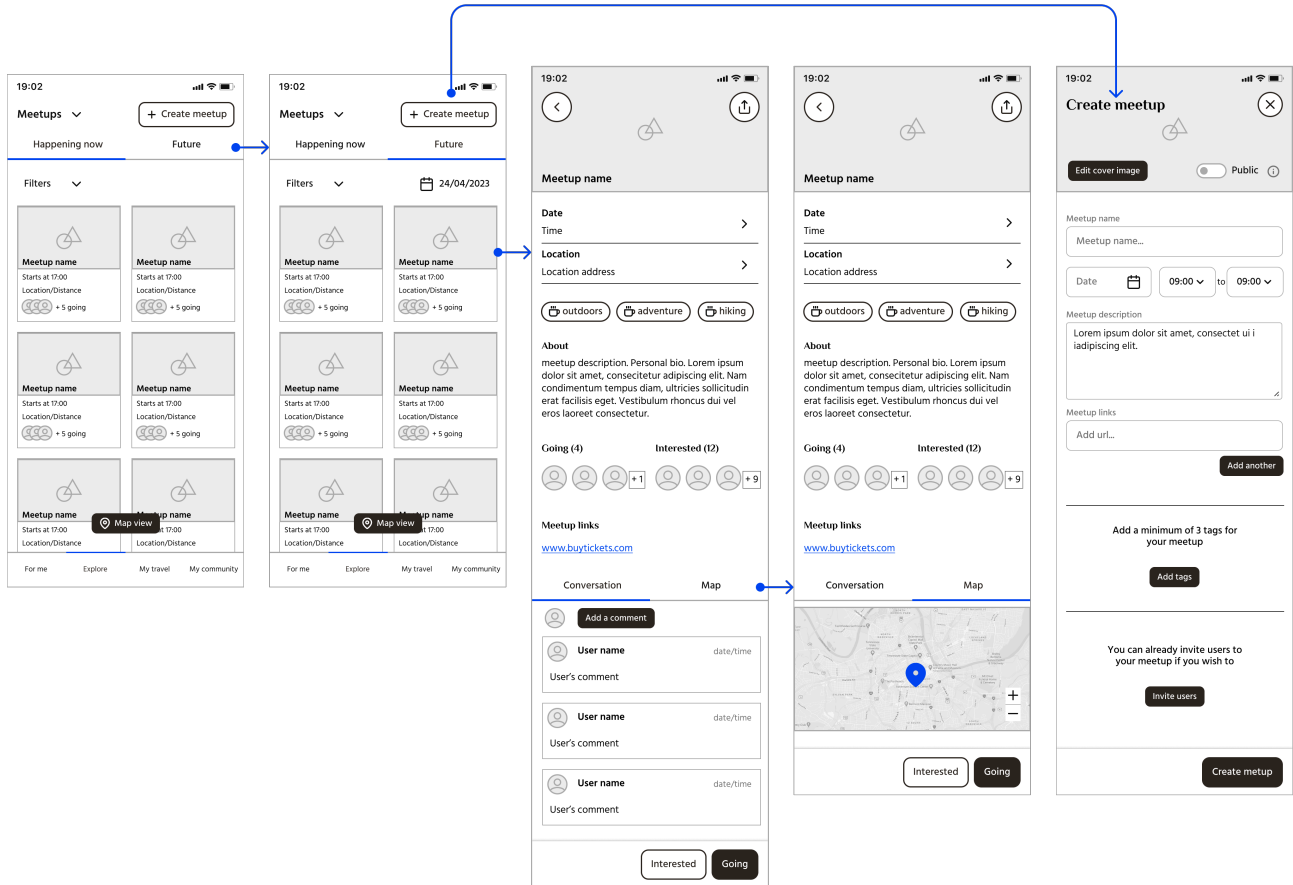 19:02
Meetups
+ Create meetup
Happening now
Future
Filters
Meetup name
Starts at 17:00
Location/Distance
+ 5 going
Meetup name
Starts at 17:00
Location/Distance
+ 5 going
Meetup name
Starts at 17:00
Location/Distance
+ 5 going
Meetup name
Starts at 17:00
Location/Distance
+ 5 going
Meetup name
Starts at 17:00
Location/Distance
up name
at 17:00
Location/Distance
Map view
For me
Explore
My travel
My community
19:02
Meetups
+ Create meetup
Happening now
Future
Filters
24/04/2023
Meetup name
Starts at 17:00
Location/Distance
+ 5 going
Meetup name
Starts at 17:00
Location/Distance
+ 5 going
Meetup name
Starts at 17:00
Location/Distance
+ 5 going
Meetup name
Starts at 17:00
Location/Distance
+ 5 going
Meetup name
Starts at 17:00
Location/Distance
up name
at 17:00
Location/Distance
Map view
For me
Explore
My travel
My community
19:02
Meetup name
Date
Time
Location
Location address
outdoors
adventure
hiking
About
meetup description. Personal bio. Lorem ipsum
dolor sit amet, consecitetur adipiscing elit. Nam
condimentum tempus diam, ultricies sollicitudin
erat facilisis eget. Vestibulum rhoncus dui vel
eros laoreet consectetur.
Going (4)
Interested (12)
+ 1
+ 9
Meetup links
www.buytickets.com
Conversation
Map
Add a comment
User name
date/time
User's comment
User name
date/time
User's comment
User name
date/time
User's comment
Interested
Going
19:02
Meetup name
Date
Time
Location
Location address
outdoors
adventure
hiking
About
meetup description. Personal bio. Lorem ipsum
dolor sit amet, consecitetur adipiscing elit. Nam
condimentum tempus diam, ultricies sollicitudin
erat facilisis eget. Vestibulum rhoncus dui vel
eros laoreet consectetur.
Going (4)
Interested (12)
+ 1
+ 9
Meetup links
www.buytickets.com
Conversation
Map
+
−
Interested
Going
19:02
Create meetup
Edit cover image
Public
Meetup name
Meetup name...
Date
09:00
to
09:00
Meetup description
Lorem ipsum dolor sit amet, consectet ui i
iadipiscing elit.
Meetup links
Add url...
Add another
Add a minimum of 3 tags for
your meetup
Add tags
You can already invite users to
your meetup if you wish to
Invite users
Create metup